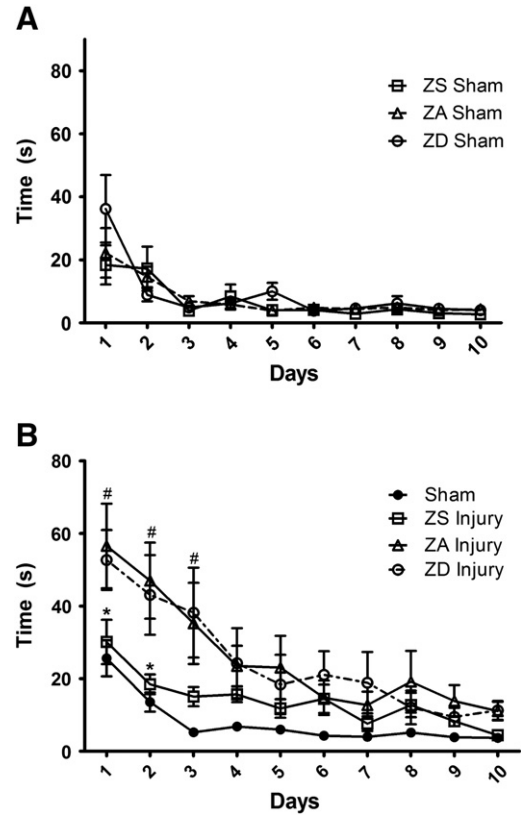 A
Time (s)
80
60
40
20
0
ZS Sham
ZA Sham
ZD Sham
1 2 3 4 5 6 7 8 9 10
Days
B
Time (s)
80
60
40
20
0
# # #
* *
Sham
ZS Injury
ZA Injury
ZD Injury
1 2 3 4 5 6 7 8 9 10
Days